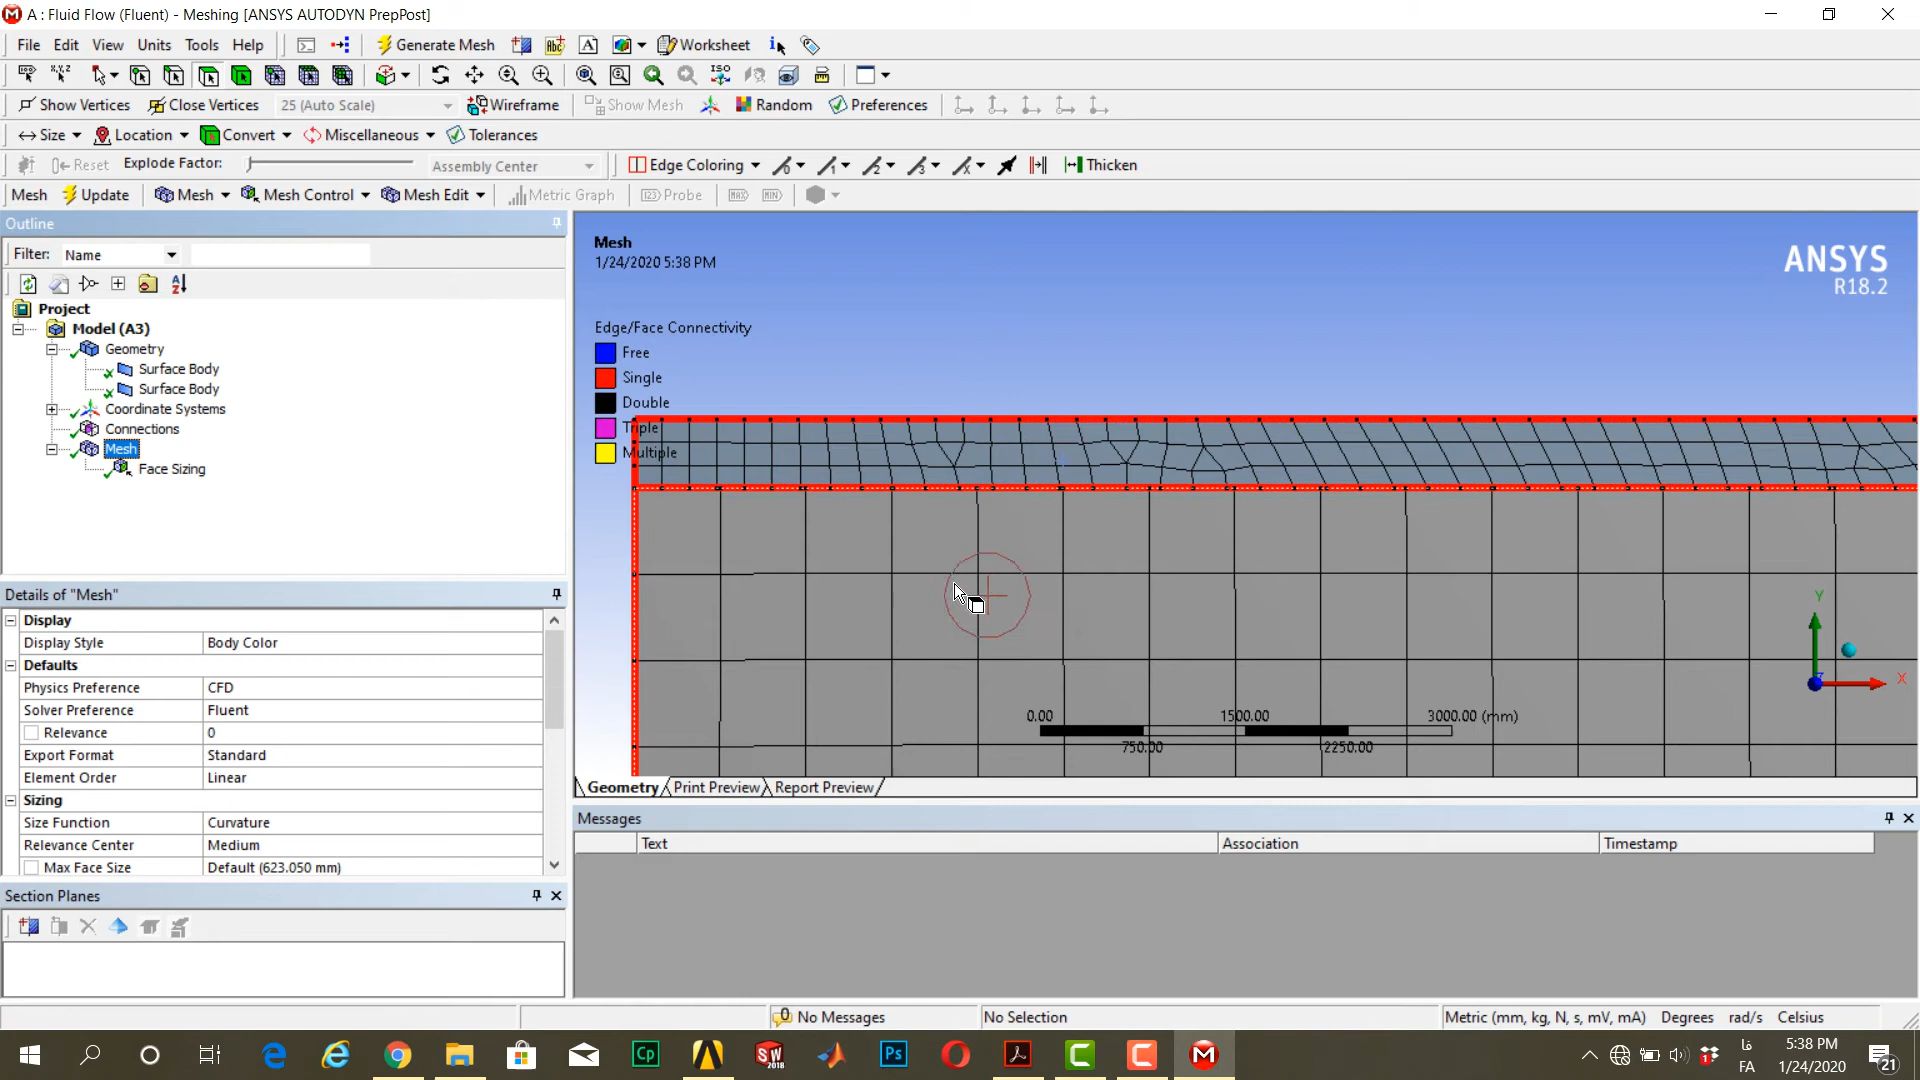 A : Fluid Flow (Fluent) - Meshing [ANSYS AUTODYN PrepPost]
File Edit View Units Tools Help Generate Mesh Worksheet
Show Vertices Close Vertices 25 (Auto Scale) Wireframe Show Mesh Random Preferences
Size Location Convert Miscellaneous Tolerances
Reset Explode Factor: Assembly Center Edge Coloring Thicken
Mesh Update Mesh Mesh Control Mesh Edit Metric Graph Probe
Outline
Filter: Name
Project
Model (A3)
Geometry
Surface Body
Surface Body
Coordinate Systems
Connections
Mesh
Face Sizing
Details of "Mesh"
Display
Display Style Body Color
Defaults
Physics Preference CFD
Solver Preference Fluent
Relevance 0
Export Format Standard
Element Order Linear
Sizing
Size Function Curvature
Relevance Center Medium
Max Face Size Default (623.050 mm)
Section Planes
Mesh
1/24/2020 5:38 PM
ANSYS
R18.2
Edge/Face Connectivity
Free
Single
Double
Triple
Multiple
Y
X
0.00 1500.00 3000.00 (mm)
750.00 2250.00
Geometry Print Preview Report Preview
Messages
Text Association Timestamp
No Messages No Selection Metric (mm, kg, N, s, mV, mA) Degrees rad/s Celsius
فا
FA
5:38 PM
1/24/2020
21